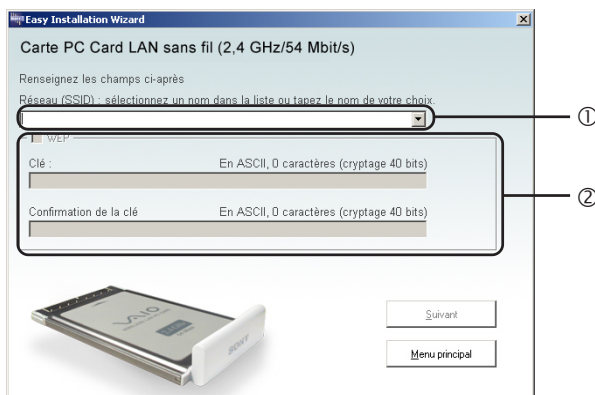 Easy Installation Wizard
Carte PC Card LAN sans fil (2,4 GHz/54 Mbit/s)
Renseignez les champs ci-après
Réseau (SSID) : sélectionnez un nom dans la liste ou tapez le nom de votre choix.
①
WEP
Clé : En ASCII, 0 caractères (cryptage 40 bits)
②
Confirmation de la clé En ASCII, 0 caractères (cryptage 40 bits)
VAIO
SONY
Suivant
Menu principal